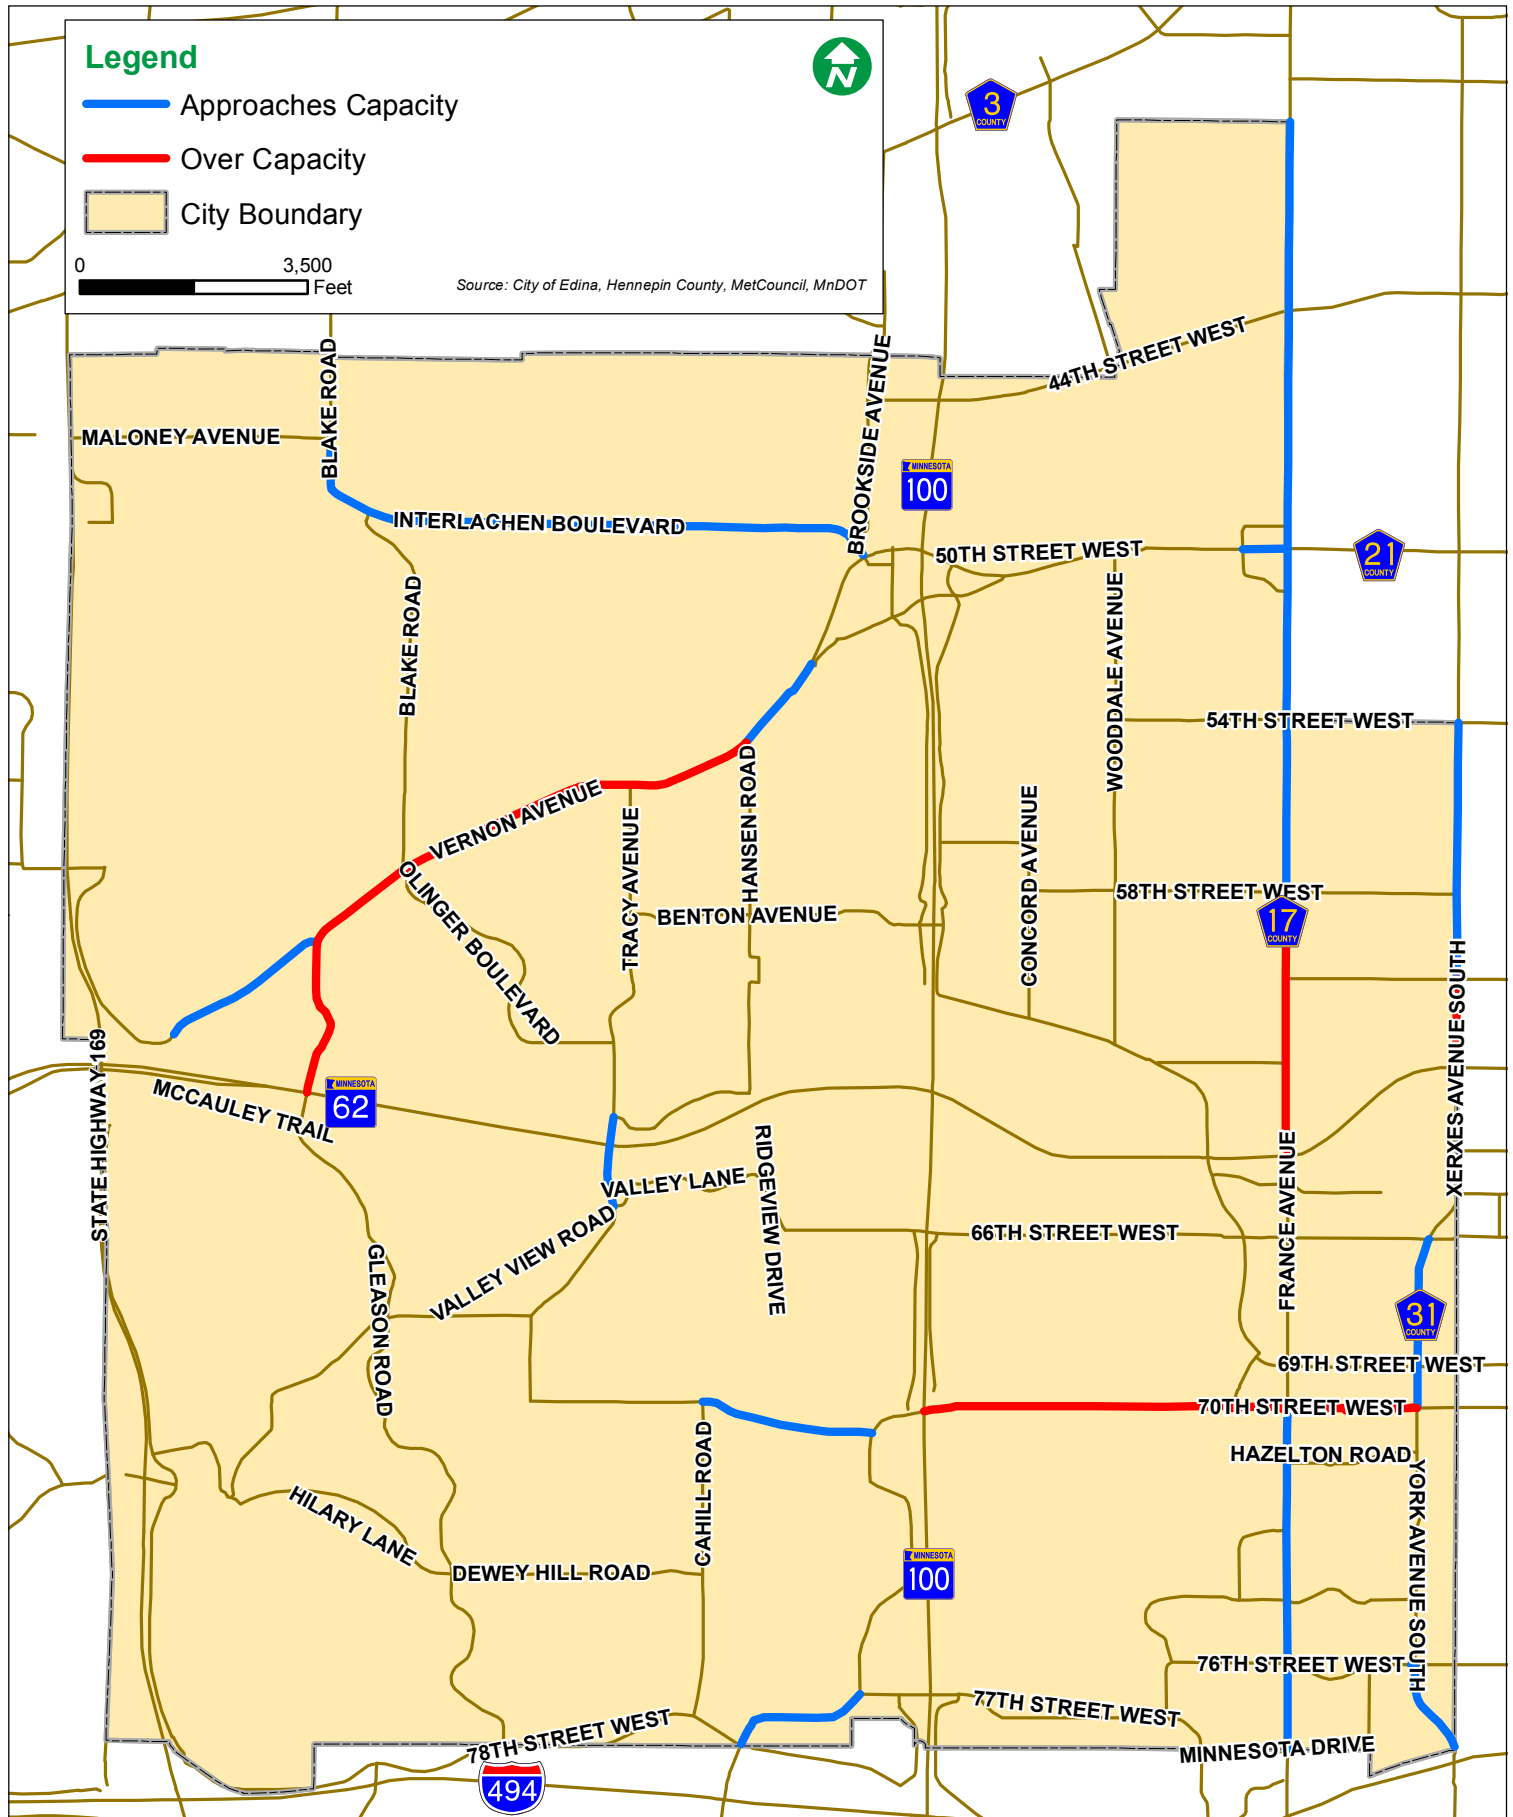 Legend
Approaches Capacity
Over Capacity
City Boundary
0 3,500
Feet
Source: City of Edina, Hennepin County, MetCouncil, MnDOT
N
3
COUNTY
44TH STREET WEST
BLAKE ROAD
BROOKSIDE AVENUE
MALONEY AVENUE
MINNESOTA
100
INTERLACHEN BOULEVARD
50TH STREET WEST
21
COUNTY
BLAKE ROAD
WOODDALE AVENUE
54TH STREET WEST
VERNON AVENUE
TRACY AVENUE
HANSEN ROAD
CONCORD AVENUE
OLINGER BOULEVARD
BENTON AVENUE
58TH STREET WEST
17
COUNTY
XERXES AVENUE SOUTH
STATE HIGHWAY 169
MCCAULEY TRAIL
MINNESOTA
62
RIDGEVIEW DRIVE
FRANCE AVENUE
VALLEY LANE
VALLEY VIEW ROAD
66TH STREET WEST
GLEASON ROAD
31
COUNTY
69TH STREET WEST
70TH STREET WEST
CAHILL ROAD
HAZELTON ROAD
YORK AVENUE SOUTH
HILARY LANE
DEWEY HILL ROAD
MINNESOTA
100
76TH STREET WEST
77TH STREET WEST
78TH STREET WEST
MINNESOTA DRIVE
494